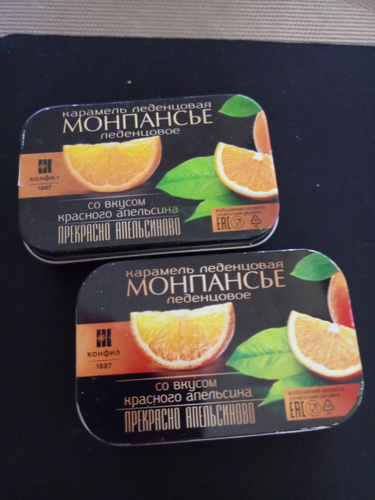 карамель леденцовая
МОНПАНСЬЕ
леденцовое
КОНФИЛ
1887
со вкусом
красного апельсина
ПРЕКРАСНО АПЕЛЬСИНОВО
EAC
карамель леденцовая
МОНПАНСЬЕ
леденцовое
КОНФИЛ
1887
со вкусом
красного апельсина
ПРЕКРАСНО АПЕЛЬСИНОВО
EAC